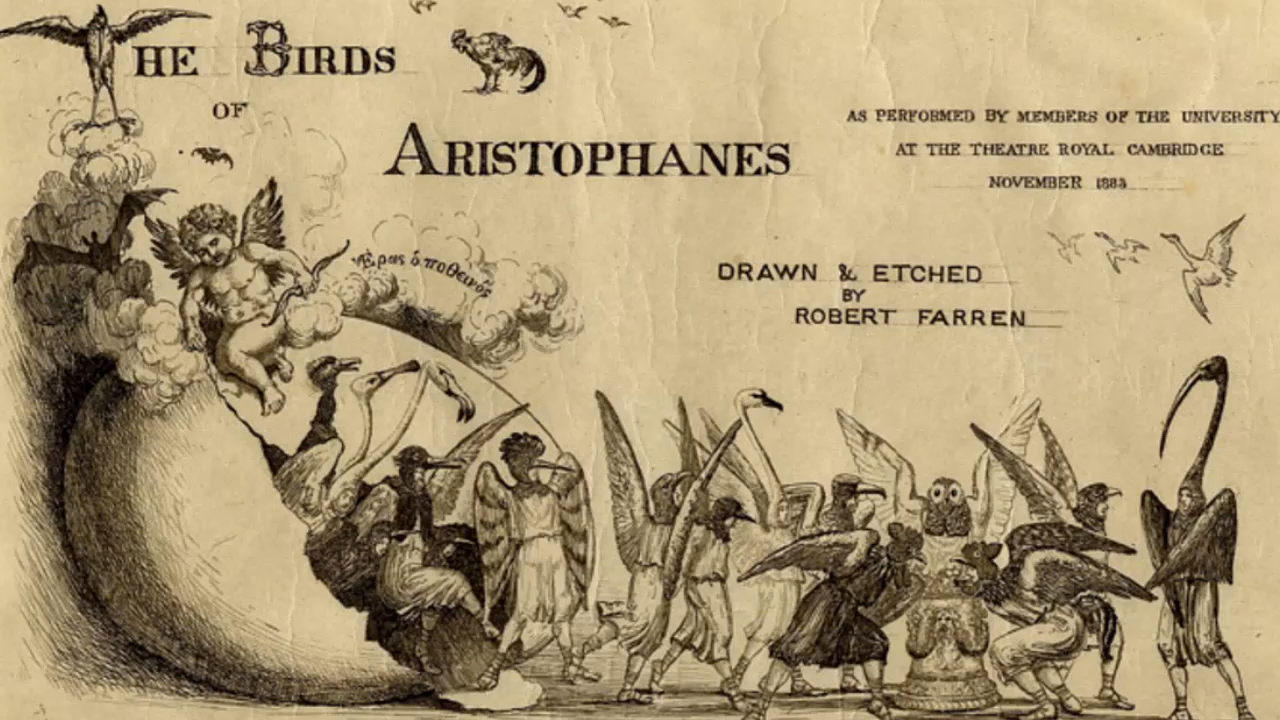 THE BIRDS
OF
ARISTOPHANES
AS PERFORMED BY MEMBERS OF THE UNIVERSITY
AT THE THEATRE ROYAL CAMBRIDGE
NOVEMBER 1883
Ἔρως ὁ ποθεινός
DRAWN & ETCHED
BY
ROBERT FARREN